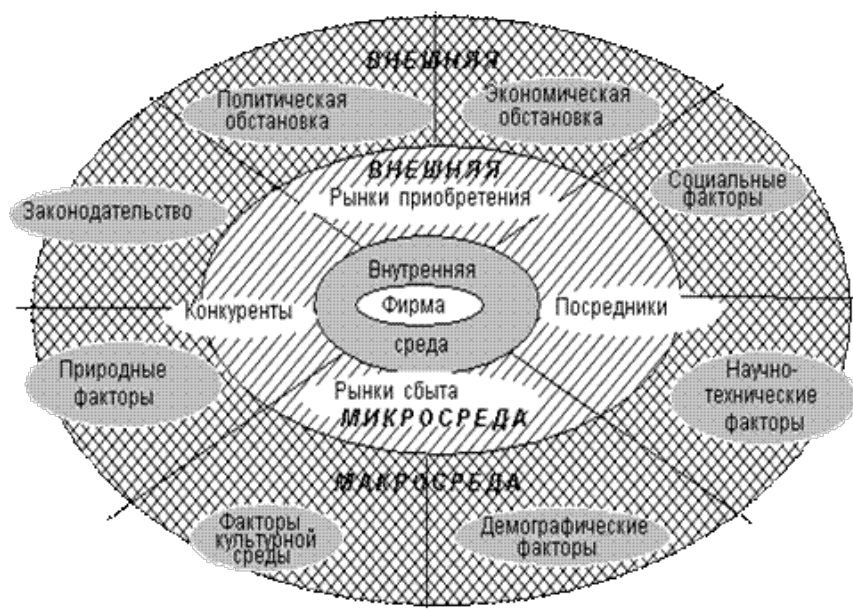 ВНЕШНЯЯ
Политическая
обстановка
Экономическая
обстановка
ВНЕШНЯЯ
Рынки приобретения
Социальные
факторы
Законодательство
Внутренняя
Конкуренты
Фирма
Посредники
среда
Природные
факторы
Научно-
технические
факторы
Рынки сбыта
МИКРОСРЕДА
МАКРОСРЕДА
Факторы
культурной
среды
Демографические
факторы